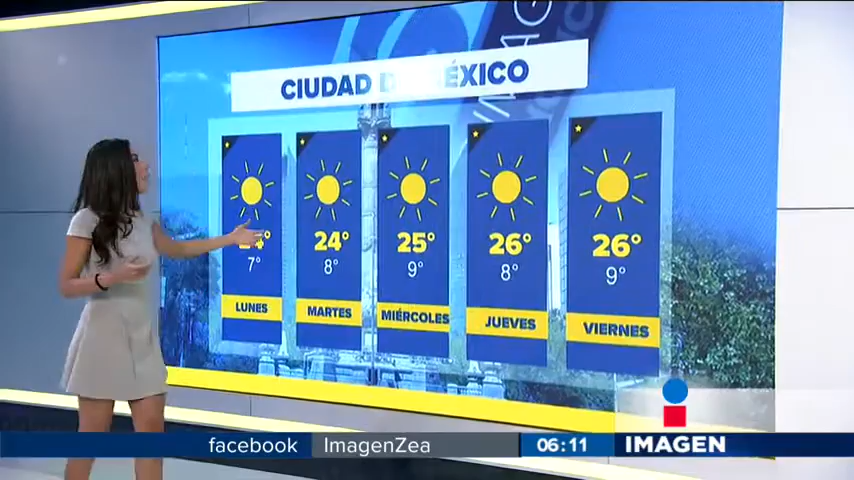 CIUDAD DE MÉXICO
7°
LUNES
24°
8°
MARTES
25°
9°
MIÉRCOLES
26°
8°
JUEVES
26°
9°
VIERNES
facebook
ImagenZea
06:11
IMAGEN